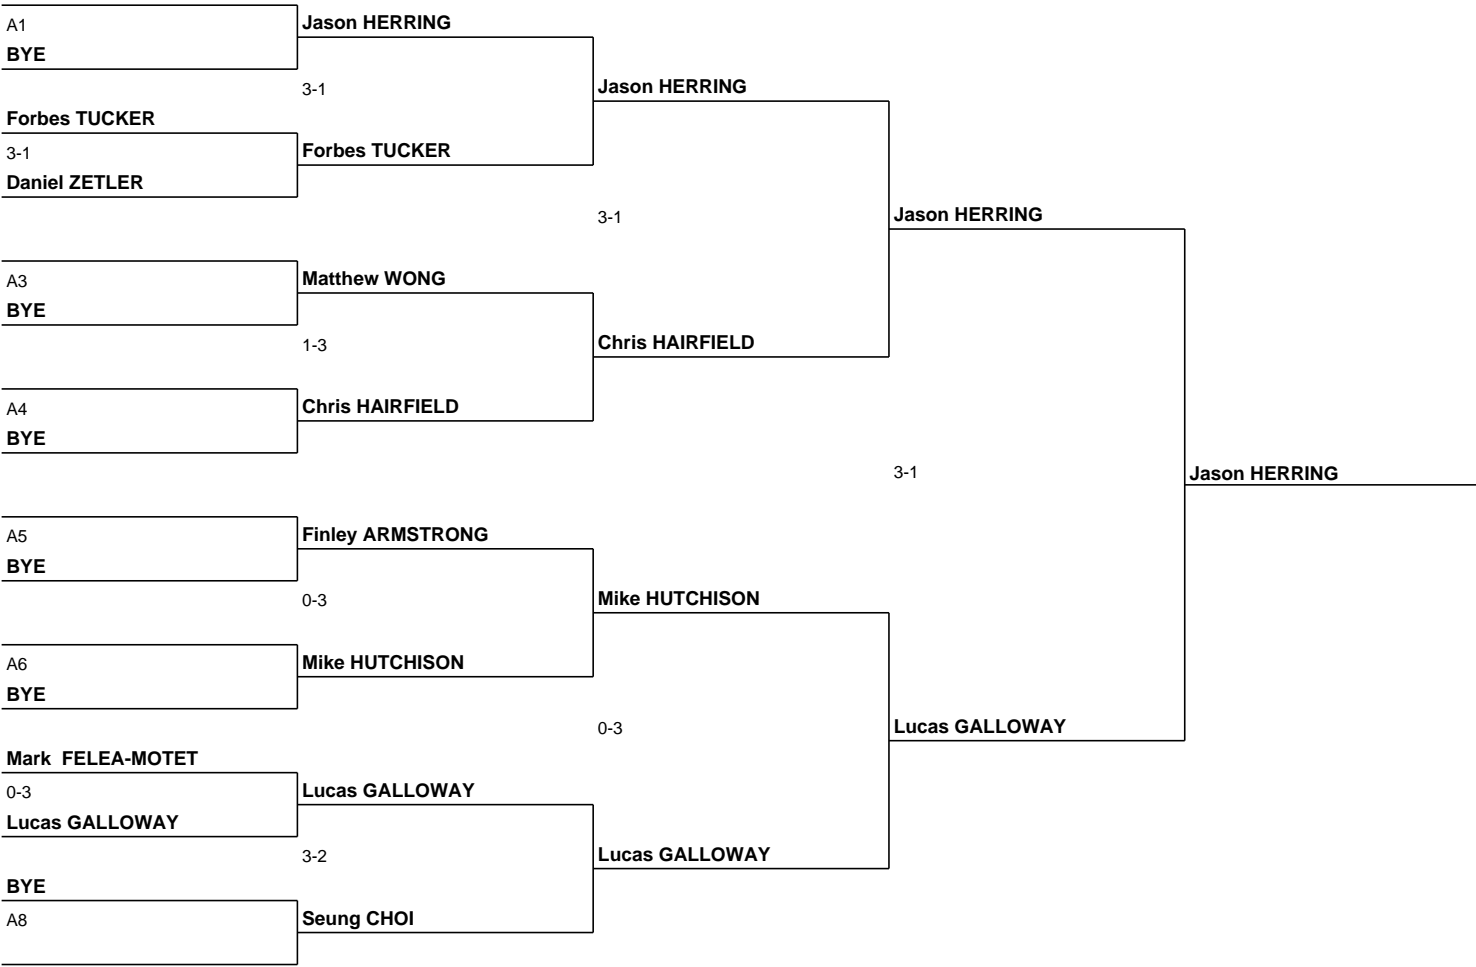 A1
BYE
Jason HERRING
3-1
Jason HERRING
Forbes TUCKER
3-1
Daniel ZETLER
Forbes TUCKER
3-1
Jason HERRING
A3
BYE
Matthew WONG
1-3
Chris HAIRFIELD
A4
BYE
Chris HAIRFIELD
3-1
Jason HERRING
A5
BYE
Finley ARMSTRONG
0-3
Mike HUTCHISON
A6
BYE
Mike HUTCHISON
0-3
Lucas GALLOWAY
Mark FELEA-MOTET
0-3
Lucas GALLOWAY
Lucas GALLOWAY
3-2
Lucas GALLOWAY
BYE
A8
Seung CHOI